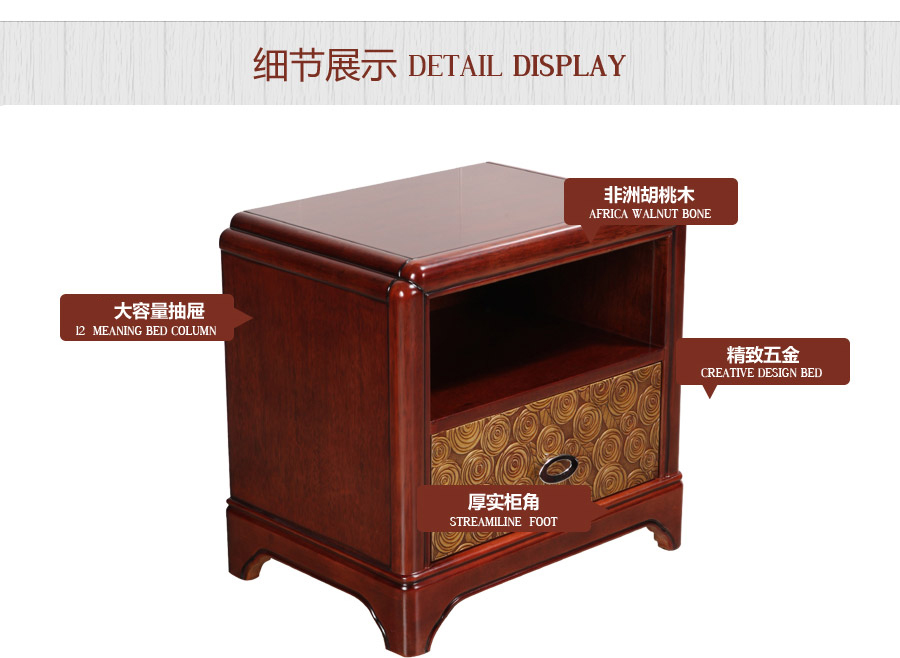 细节展示 DETAIL DISPLAY
非洲胡桃木
AFRICA WALNUT BONE
大容量抽屉
12 MEANING BED COLUMN
精致五金
CREATIVE DESIGN BED
厚实柜角
STREAMILINE FOOT